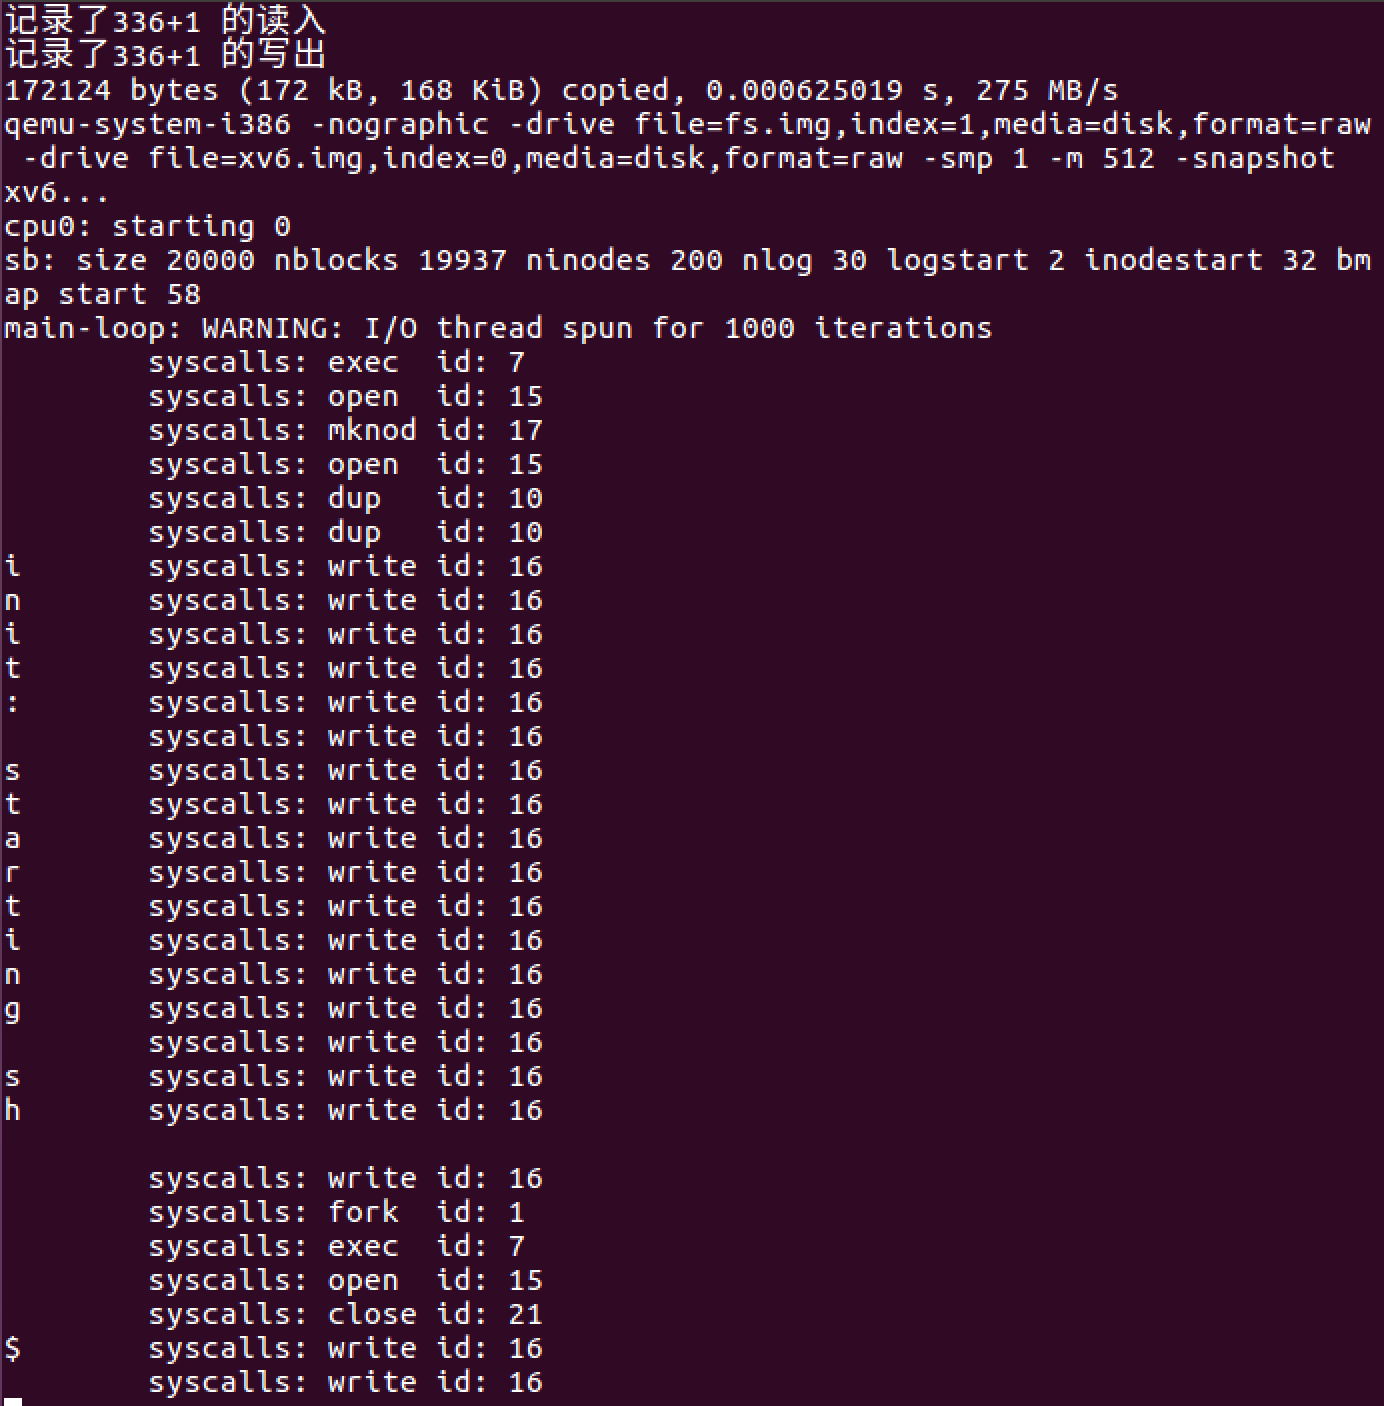 记录了336+1 的读入
记录了336+1 的写出
172124 bytes (172 kB, 168 KiB) copied, 0.000625019 s, 275 MB/s
qemu-system-i386 -nographic -drive file=fs.img,index=1,media=disk,format=raw
 -drive file=xv6.img,index=0,media=disk,format=raw -smp 1 -m 512 -snapshot
xv6...
cpu0: starting 0
sb: size 20000 nblocks 19937 ninodes 200 nlog 30 logstart 2 inodestart 32 bm
ap start 58
main-loop: WARNING: I/O thread spun for 1000 iterations
        syscalls: exec  id: 7
        syscalls: open  id: 15
        syscalls: mknod id: 17
        syscalls: open  id: 15
        syscalls: dup   id: 10
        syscalls: dup   id: 10
i       syscalls: write id: 16
n       syscalls: write id: 16
i       syscalls: write id: 16
t       syscalls: write id: 16
:       syscalls: write id: 16
        syscalls: write id: 16
s       syscalls: write id: 16
t       syscalls: write id: 16
a       syscalls: write id: 16
r       syscalls: write id: 16
t       syscalls: write id: 16
i       syscalls: write id: 16
n       syscalls: write id: 16
g       syscalls: write id: 16
        syscalls: write id: 16
s       syscalls: write id: 16
h       syscalls: write id: 16

        syscalls: write id: 16
        syscalls: fork  id: 1
        syscalls: exec  id: 7
        syscalls: open  id: 15
        syscalls: close id: 21
$       syscalls: write id: 16
        syscalls: write id: 16